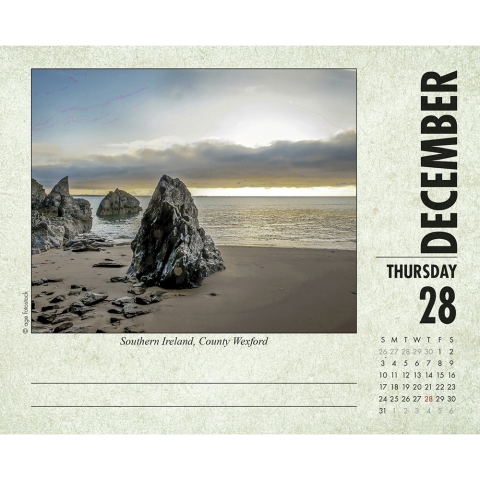 DECEMBER
THURSDAY
28
© age fotostock
Southern Ireland, County Wexford
S M T W T F S
26 27 28 29 30 1 2
3 4 5 6 7 8 9
10 11 12 13 14 15 16
17 18 19 20 21 22 23
24 25 26 27 28 29 30
31 1 2 3 4 5 6